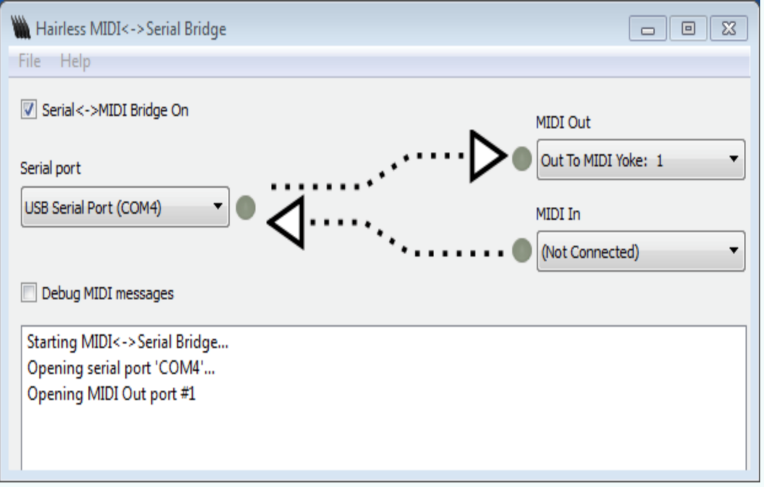 Hairless MIDI<->Serial Bridge
File Help
Serial<->MIDI Bridge On
MIDI Out
Serial port
Out To MIDI Yoke: 1
USB Serial Port (COM4)
MIDI In
(Not Connected)
Debug MIDI messages
Starting MIDI<->Serial Bridge...
Opening serial port 'COM4'...
Opening MIDI Out port #1